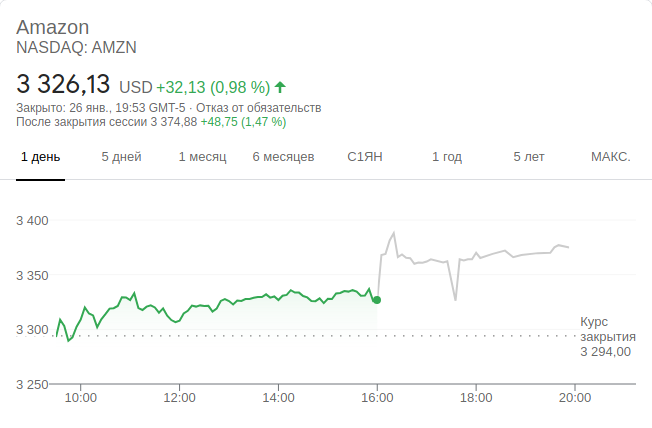 Amazon
NASDAQ: AMZN
3 326,13 USD +32,13 (0,98 %)
Закрыто: 26 янв., 19:53 GMT-5 · Отказ от обязательств
После закрытия сессии 3 374,88 +48,75 (1,47 %)
1 день 5 дней 1 месяц 6 месяцев С1ЯН 1 год 5 лет МАКС.
3 400
3 350
3 300
3 250
Курс
закрытия
3 294,00
10:00 12:00 14:00 16:00 18:00 20:00